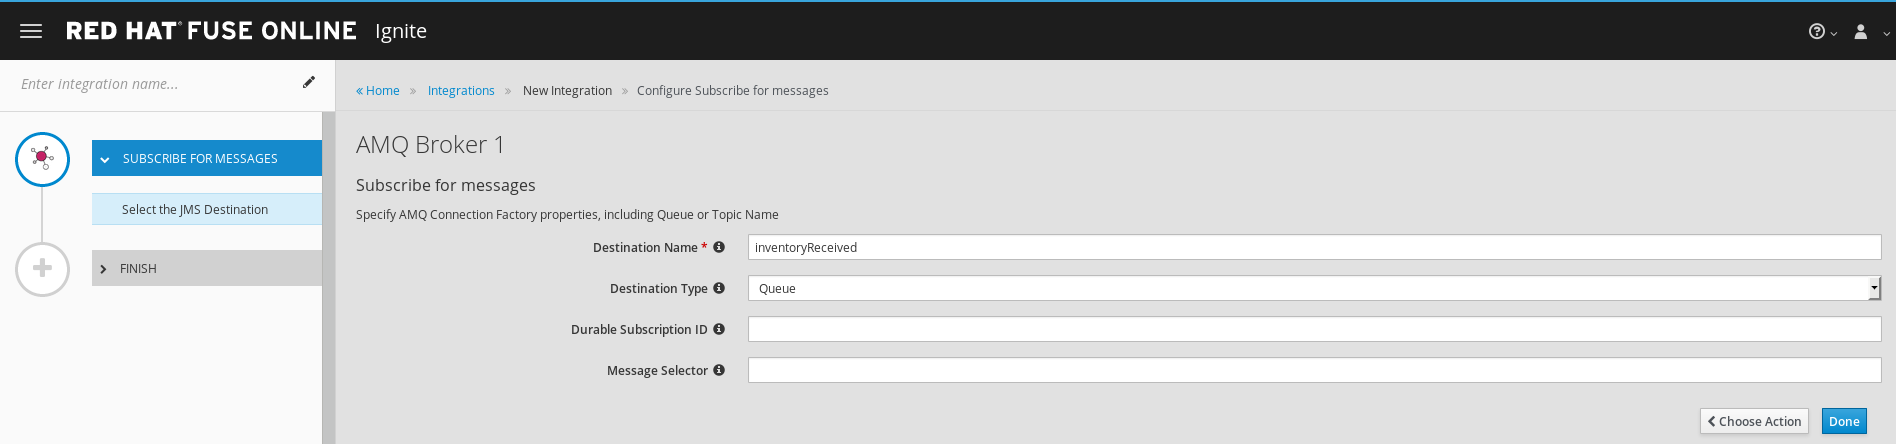 RED HAT® FUSE ONLINE Ignite
Enter integration name...
« Home » Integrations » New Integration » Configure Subscribe for messages
SUBSCRIBE FOR MESSAGES
Select the JMS Destination
FINISH
AMQ Broker 1
Subscribe for messages
Specify AMQ Connection Factory properties, including Queue or Topic Name
Destination Name * inventoryReceived
Destination Type Queue
Durable Subscription ID
Message Selector
Choose Action Done